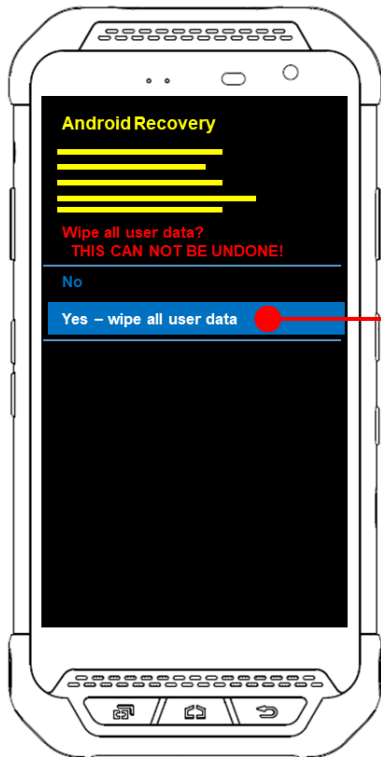 Android Recovery
Wipe all user data?
THIS CAN NOT BE UNDONE!
No
Yes – wipe all user data